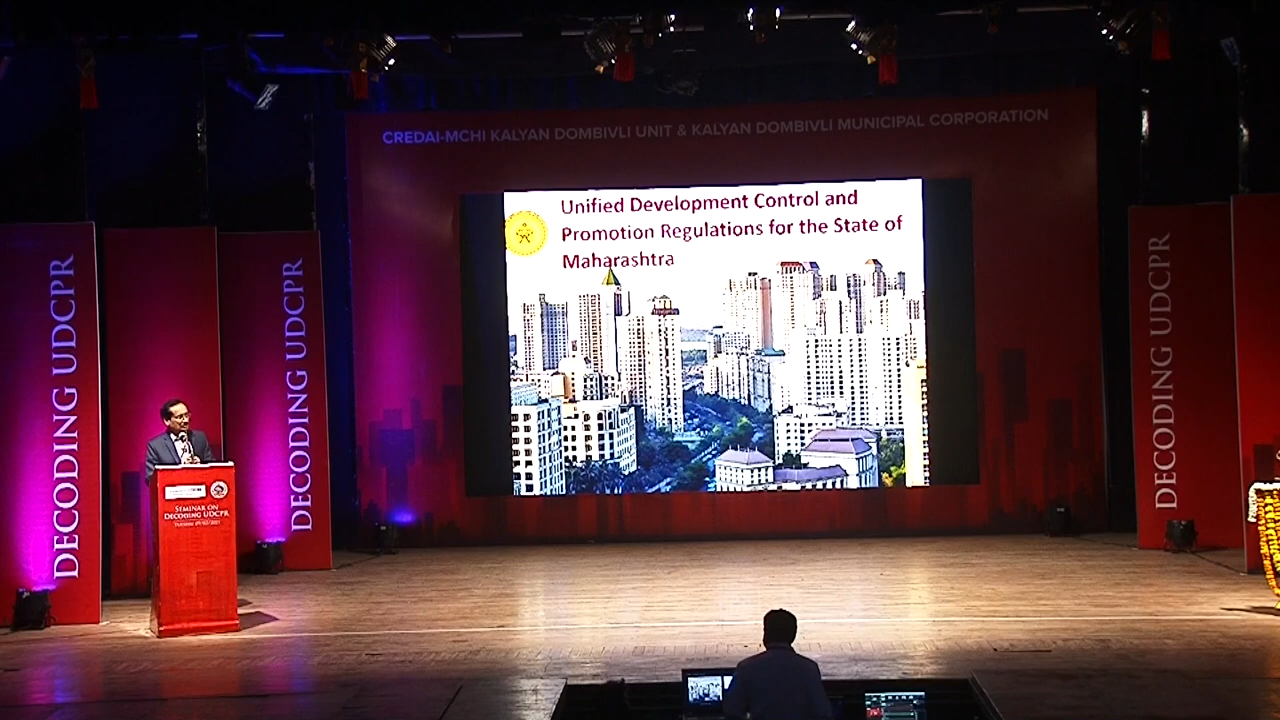 CREDAI-MCHI KALYAN DOMBIVLI UNIT & KALYAN DOMBIVLI MUNICIPAL CORPORATION
Unified Development Control and
Promotion Regulations for the State of
Maharashtra
DECODING UDCPR
DECODING UDCPR
DECODING UDCPR
SEMINAR ON
DECODING UDCPR